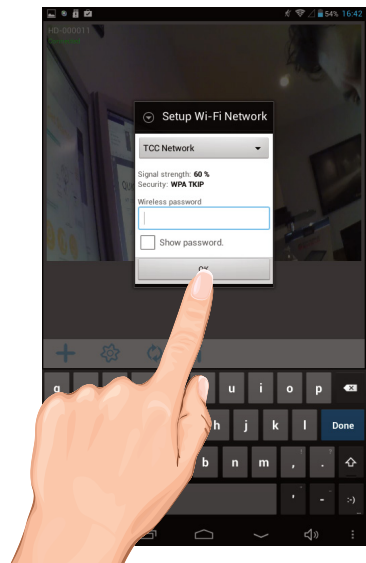 54% 16:42
HD-000011
Connected
Setup Wi-Fi Network
TCC Network
Signal strength: 60 %
Security: WPA TKIP
Wireless password
Show password.
OK
q u i o p
h j k l Done
b n m , ! . ?
' " - _ :-)